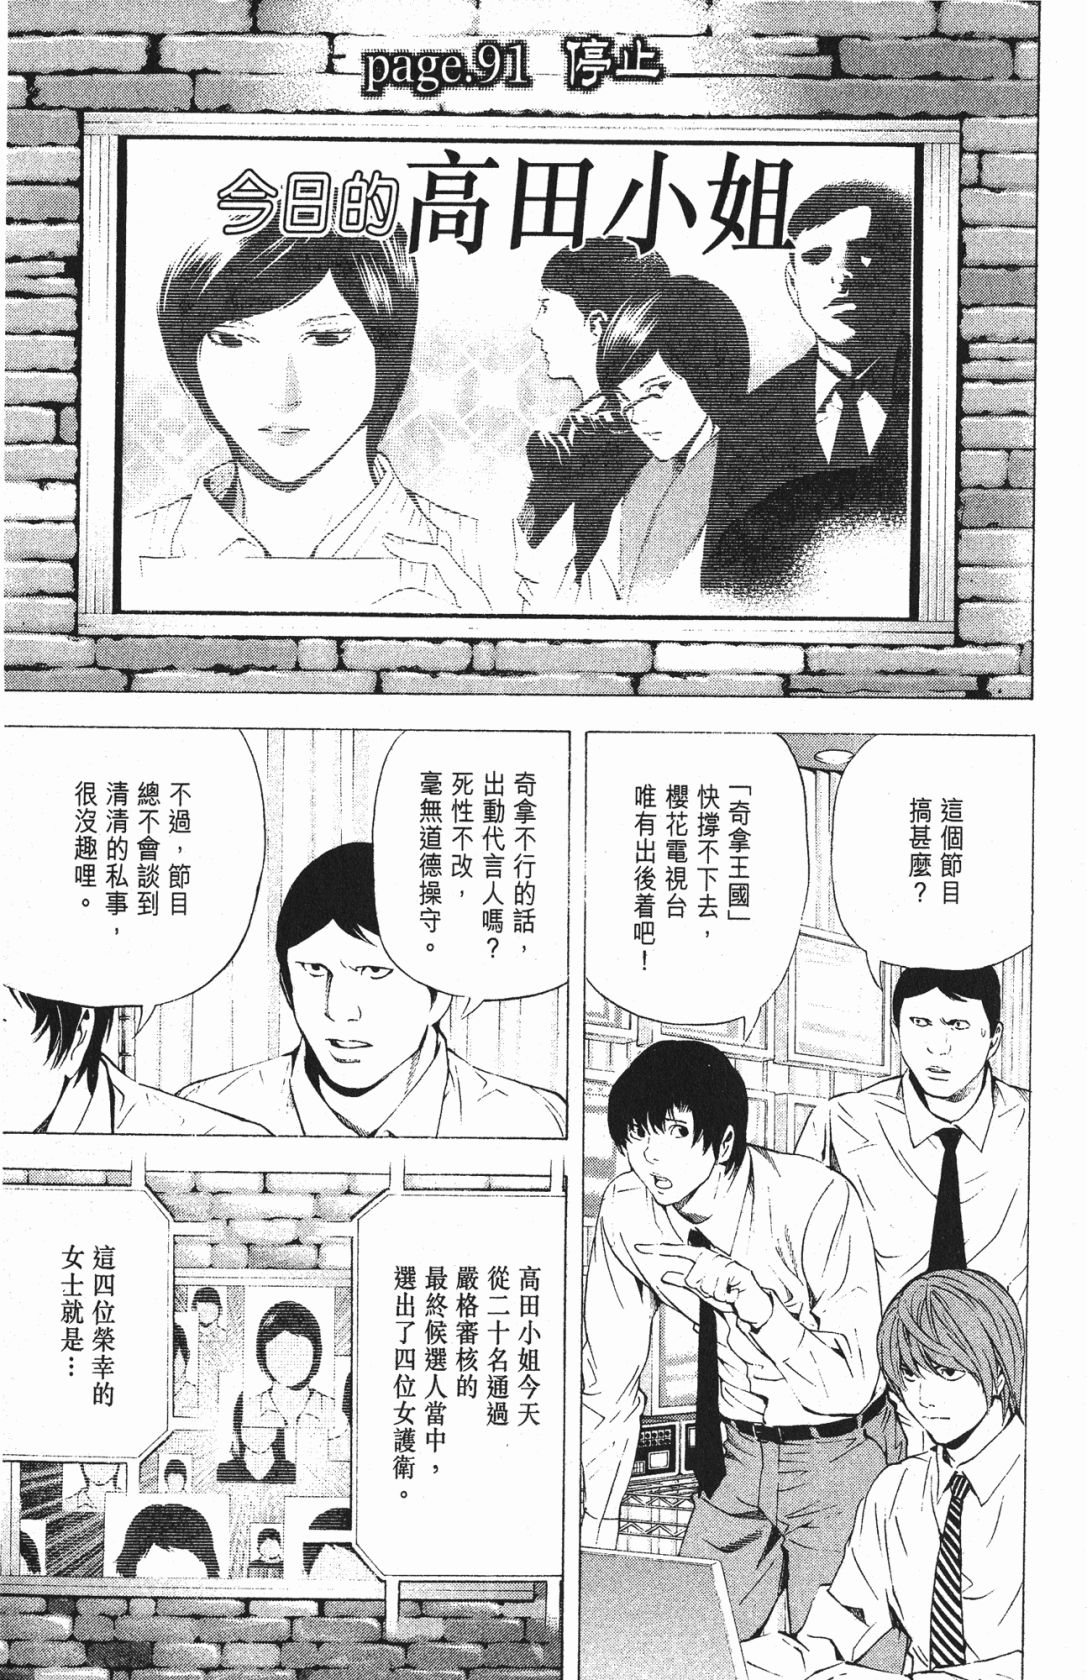 page.91 停止
今日的高田小姐
這個節目
搞甚麼？
「奇拿王國」
快撐不下去，
櫻花電視台
唯有出後着吧！
奇拿不行的話，
出動代言人嗎？
死性不改，
毫無道德操守。
不過，節目
總不會談到
清清的私事，
很沒趣哩。
高田小姐今天
從二十名通過
嚴格審核的
最終候選人當中，
選出了四位女護衛。
這四位榮幸的
女士就是…